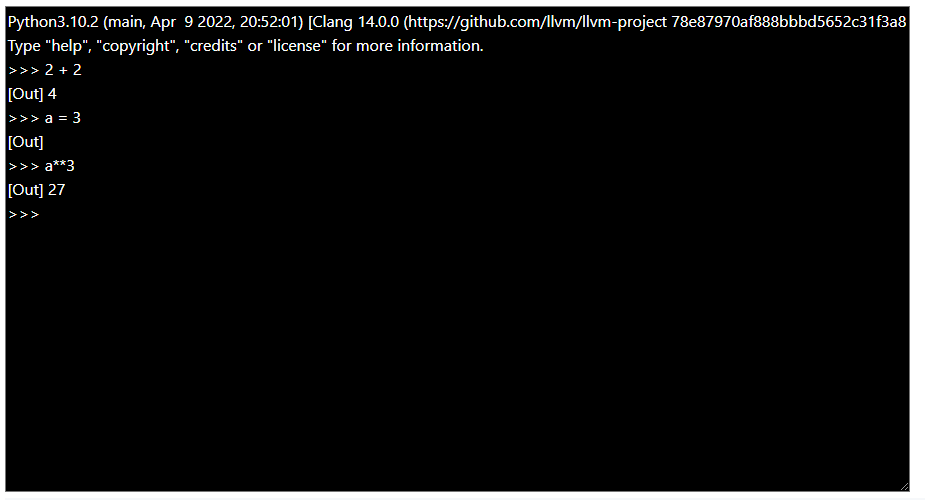 Python3.10.2 (main, Apr  9 2022, 20:52:01) [Clang 14.0.0 (https://github.com/llvm/llvm-project 78e87970af888bbbd5652c31f3a8
Type "help", "copyright", "credits" or "license" for more information.
>>> 2 + 2
[Out] 4
>>> a = 3
[Out]
>>> a**3
[Out] 27
>>>